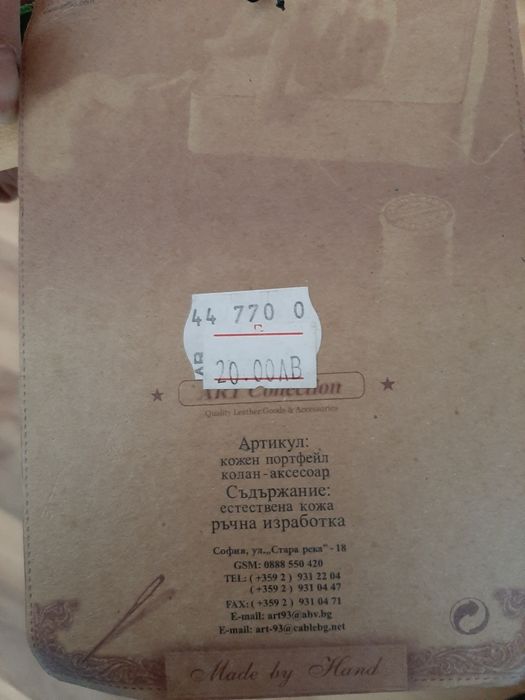 44 770 0
20.00ЛВ
ART Collection
Quality Leather Goods & Accessories
Артикул:
кожен портфейл
колан - аксесоар
Съдържание:
естествена кожа
ръчна изработка
София, ул.„Стара река" - 18
GSM: 0888 550 420
TEL: ( +359 2 ) 931 22 04
( +359 2 ) 931 04 47
FAX: ( +359 2 ) 931 04 71
E-mail: art93@abv.bg
E-mail: art-93@cablebg.net
Made by Hand